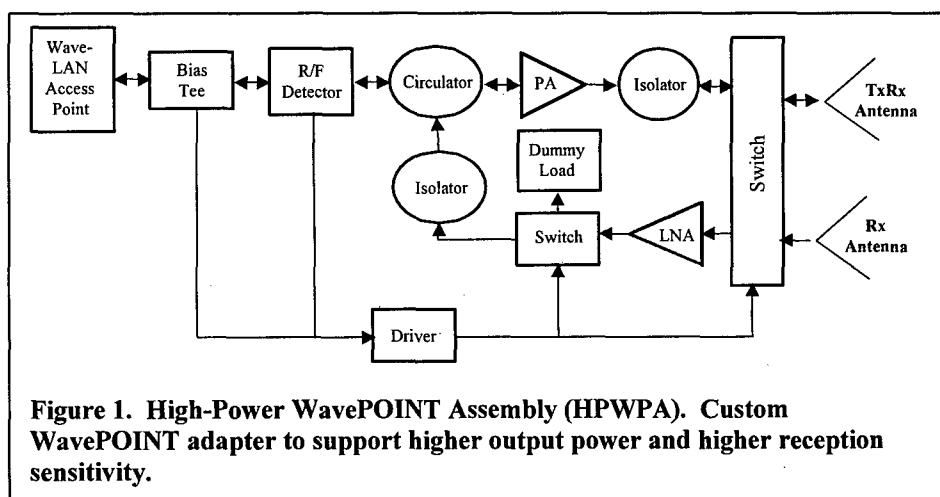 Wave-
LAN
Access
Point
Bias
Tee
R/F
Detector
Circulator
PA
Isolator
Switch
TxRx
Antenna
Dummy
Load
Isolator
Switch
LNA
Rx
Antenna
Driver
Figure 1. High-Power WavePOINT Assembly (HPWPA). Custom
WavePOINT adapter to support higher output power and higher reception
sensitivity.